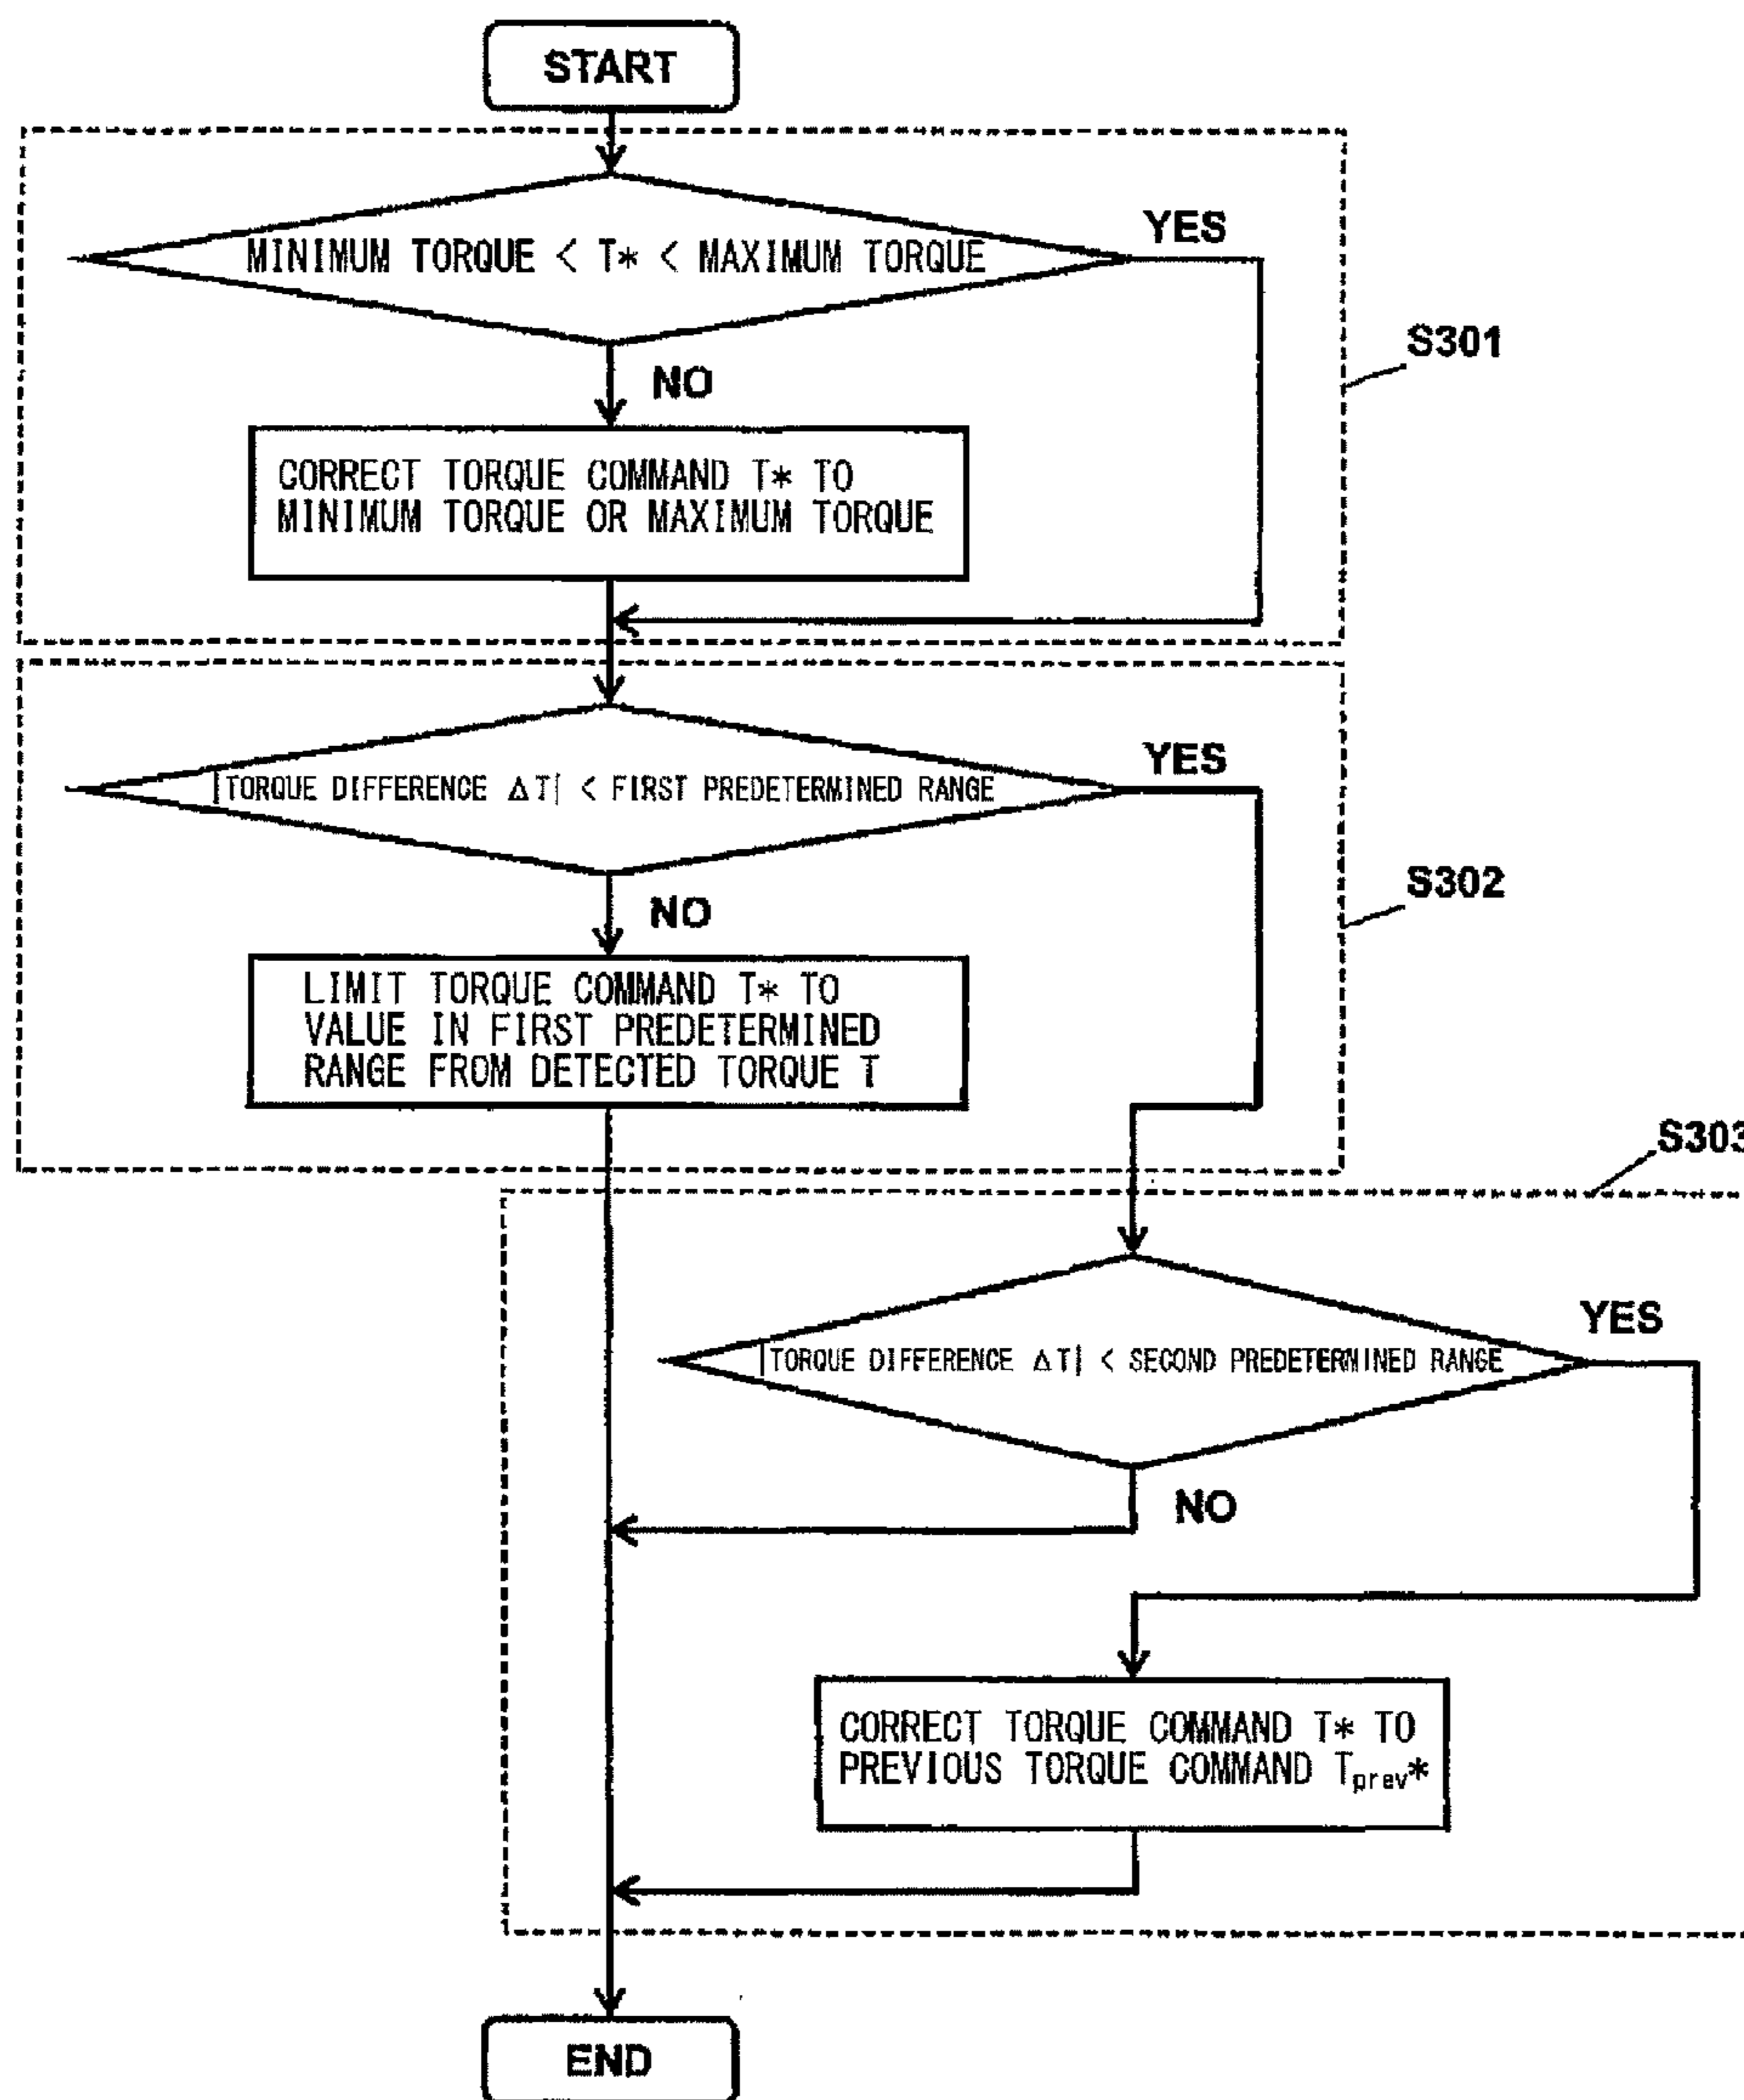 START
MINIMUM TORQUE < T* < MAXIMUM TORQUE
YES
S301
NO
CORRECT TORQUE COMMAND T* TO
MINIMUM TORQUE OR MAXIMUM TORQUE
|TORQUE DIFFERENCE ΔT| < FIRST PREDETERMINED RANGE
YES
S302
NO
LIMIT TORQUE COMMAND T* TO
VALUE IN FIRST PREDETERMINED
RANGE FROM DETECTED TORQUE T
S303
|TORQUE DIFFERENCE ΔT| < SECOND PREDETERMINED RANGE
YES
NO
CORRECT TORQUE COMMAND T* TO
PREVIOUS TORQUE COMMAND Tprev*
END